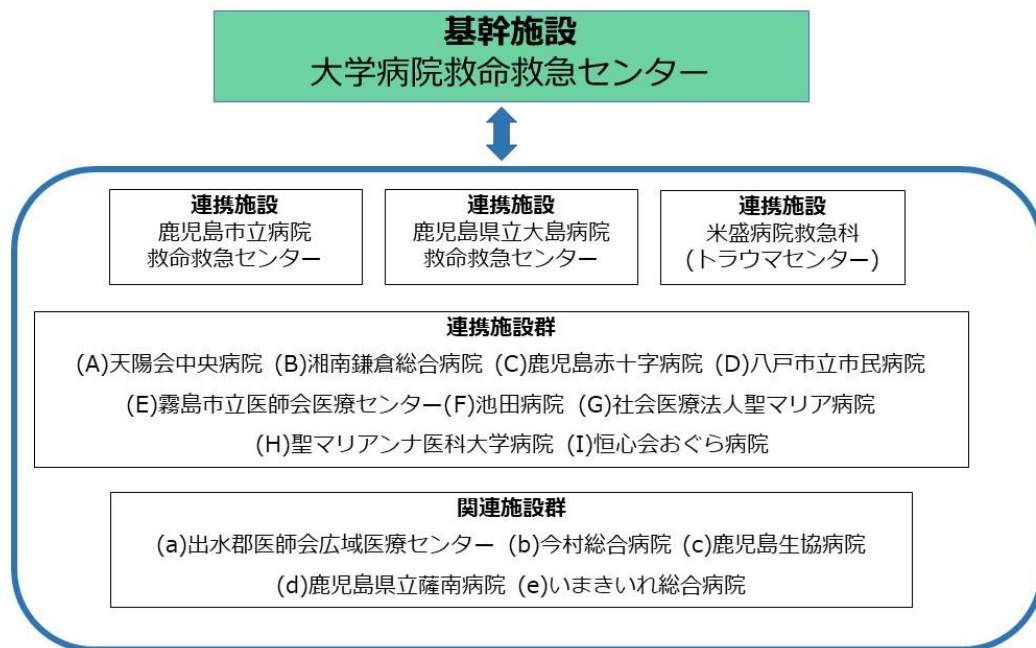 基幹施設
大学病院救命救急センター
連携施設
鹿児島市立病院
救命救急センター
連携施設
鹿児島県立大島病院
救命救急センター
連携施設
米盛病院救急科
(トラウマセンター)
連携施設群
(A)天陽会中央病院 (B)湘南鎌倉総合病院 (C)鹿児島赤十字病院 (D)八戸市立市民病院
(E)霧島市立医師会医療センター(F)池田病院 (G)社会医療法人聖マリア病院
(H)聖マリアンナ医科大学病院 (I)恒心会おぐら病院
関連施設群
(a)出水郡医師会広域医療センター (b)今村総合病院 (c)鹿児島生協病院
(d)鹿児島県立薩南病院 (e)いまきいれ総合病院